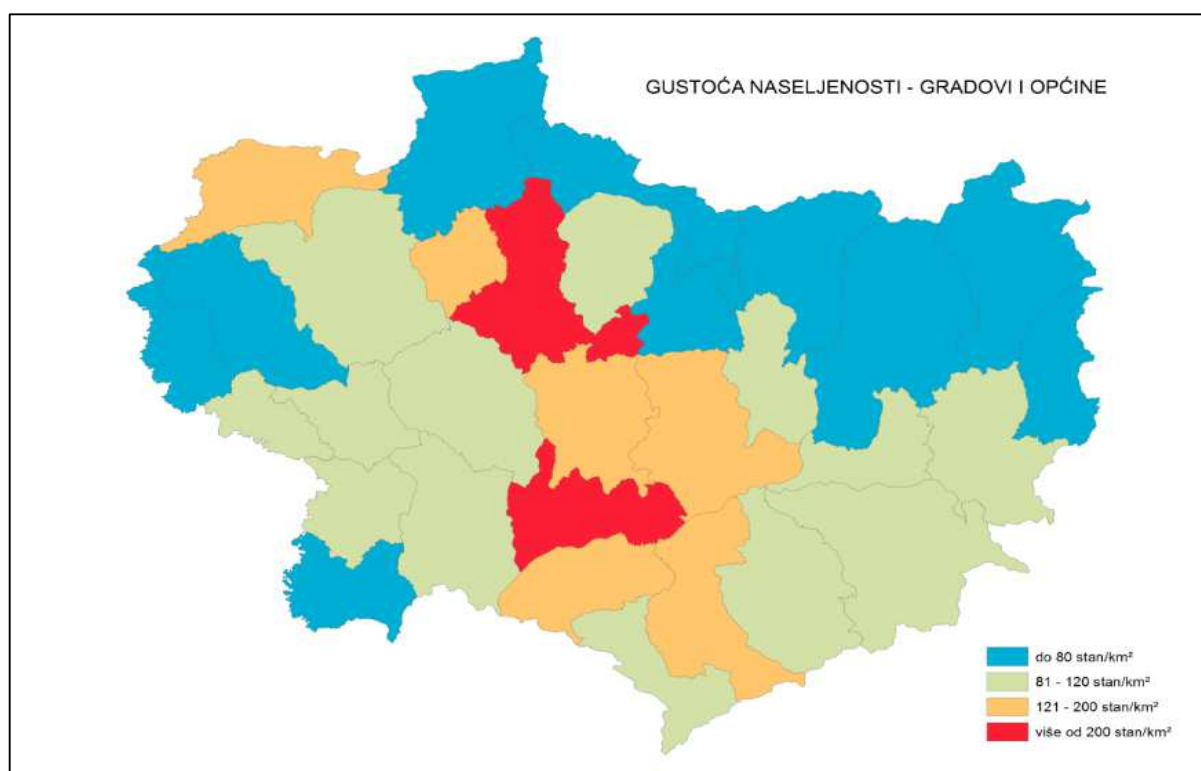 GUSTOĆA NASELJENOSTI - GRADOVI I OPĆINE
do 80 stan/km²
81 - 120 stan/km²
121 - 200 stan/km²
više od 200 stan/km²